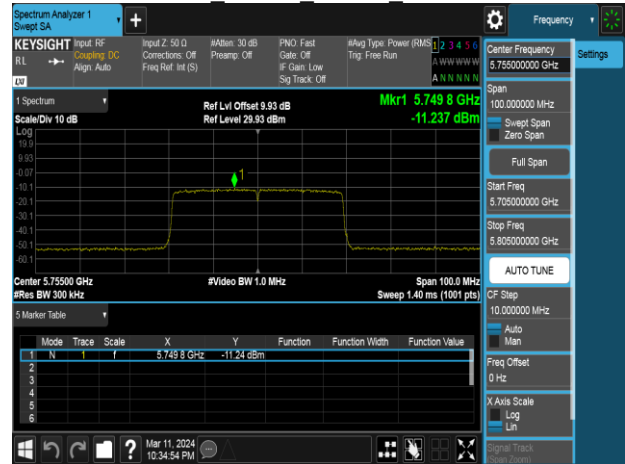 Spectrum Analyzer 1
Swept SA
Frequency
KEYSIGHT
RL
LXI
Input: RF
Coupling: DC
Align: Auto
Input Z: 50 Ω
Corrections: Off
Freq Ref: Int (S)
#Atten: 30 dB
Preamp: Off
PNO: Fast
Gate: Off
IF Gain: Low
Sig Track: Off
#Avg Type: Power (RMS
Trig: Free Run
1 2 3 4 5 6
A W W W W W
A N N N N N
1 Spectrum
Scale/Div 10 dB
Ref Lvl Offset 9.93 dB
Ref Level 29.93 dBm
Mkr1 5.749 8 GHz
-11.237 dBm
Log
19.9
9.93
-0.07
-10.1
-20.1
-30.1
-40.1
-50.1
-60.1
1
Center 5.75500 GHz
#Res BW 300 kHz
#Video BW 1.0 MHz
Span 100.0 MHz
Sweep 1.40 ms (1001 pts)
5 Marker Table
Mode Trace Scale X Y Function Function Width Function Value
1 N 1 f 5.749 8 GHz -11.24 dBm
2
3
4
5
6
Mar 11, 2024
10:34:54 PM
Center Frequency
5.755000000 GHz
Settings
Span
100.000000 MHz
Swept Span
Zero Span
Full Span
Start Freq
5.705000000 GHz
Stop Freq
5.805000000 GHz
AUTO TUNE
CF Step
10.000000 MHz
Auto
Man
Freq Offset
0 Hz
X Axis Scale
Log
Lin
Signal Track
(Span Zoom)